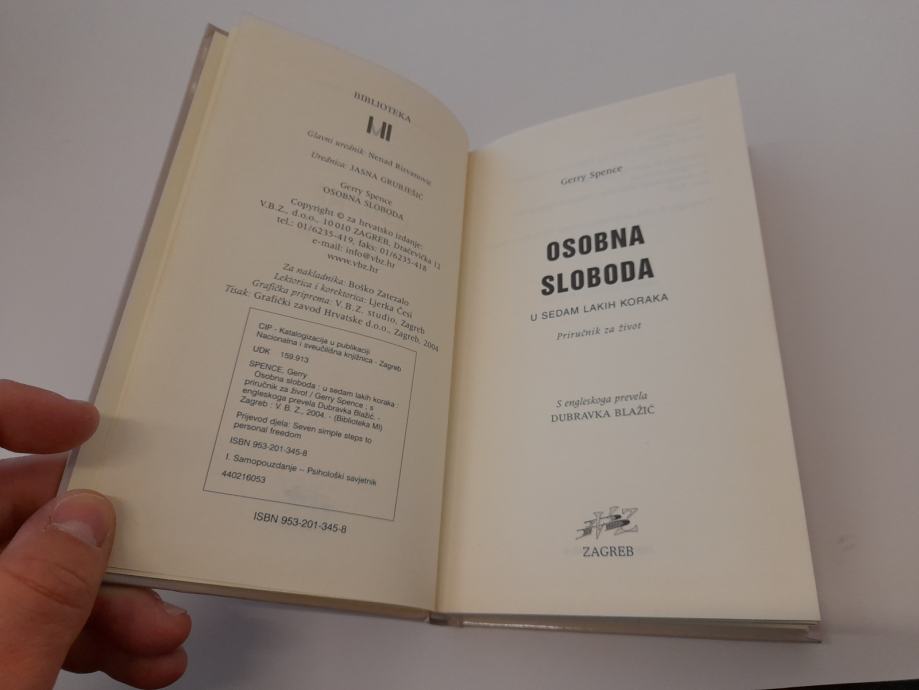 BIBLIOTEKA
MI
Glavni urednik: Nenad Rizvanović
Urednica: JASNA GRUBJEŠIĆ
Gerry Spence
OSOBNA SLOBODA
Copyright © za hrvatsko izdanje:
V.B.Z., d.o.o., 10 010 ZAGREB, Dračevička 12
tel.: 01/6235-419, faks: 01/6235-418
e-mail: info@vbz.hr
www.vbz.hr
Za nakladnika: Boško Zatezalo
Lektorica i korektorica: Ljerka Česi
Grafička priprema: V.B.Z. studio, Zagreb
Tisak: Grafički zavod Hrvatske d.o.o., Zagreb, 2004
CIP - Katalogizacija u publikaciji
Nacionalna i sveučilišna knjižnica - Zagreb
UDK 159.913
SPENCE, Gerry
Osobna sloboda : u sedam lakih koraka :
priručnik za život / Gerry Spence ; s
engleskoga prevela Dubravka Blažić. -
Zagreb : V. B. Z., 2004. - (Biblioteka MI)
Prijevod djela: Seven simple steps to
personal freedom
ISBN 953-201-345-8
I. Samopouzdanje -- Psihološki savjetnik
440216053
ISBN 953-201-345-8
Gerry Spence
OSOBNA
SLOBODA
U SEDAM LAKIH KORAKA
Priručnik za život
S engleskoga prevela
DUBRAVKA BLAŽIĆ
VBZ
ZAGREB